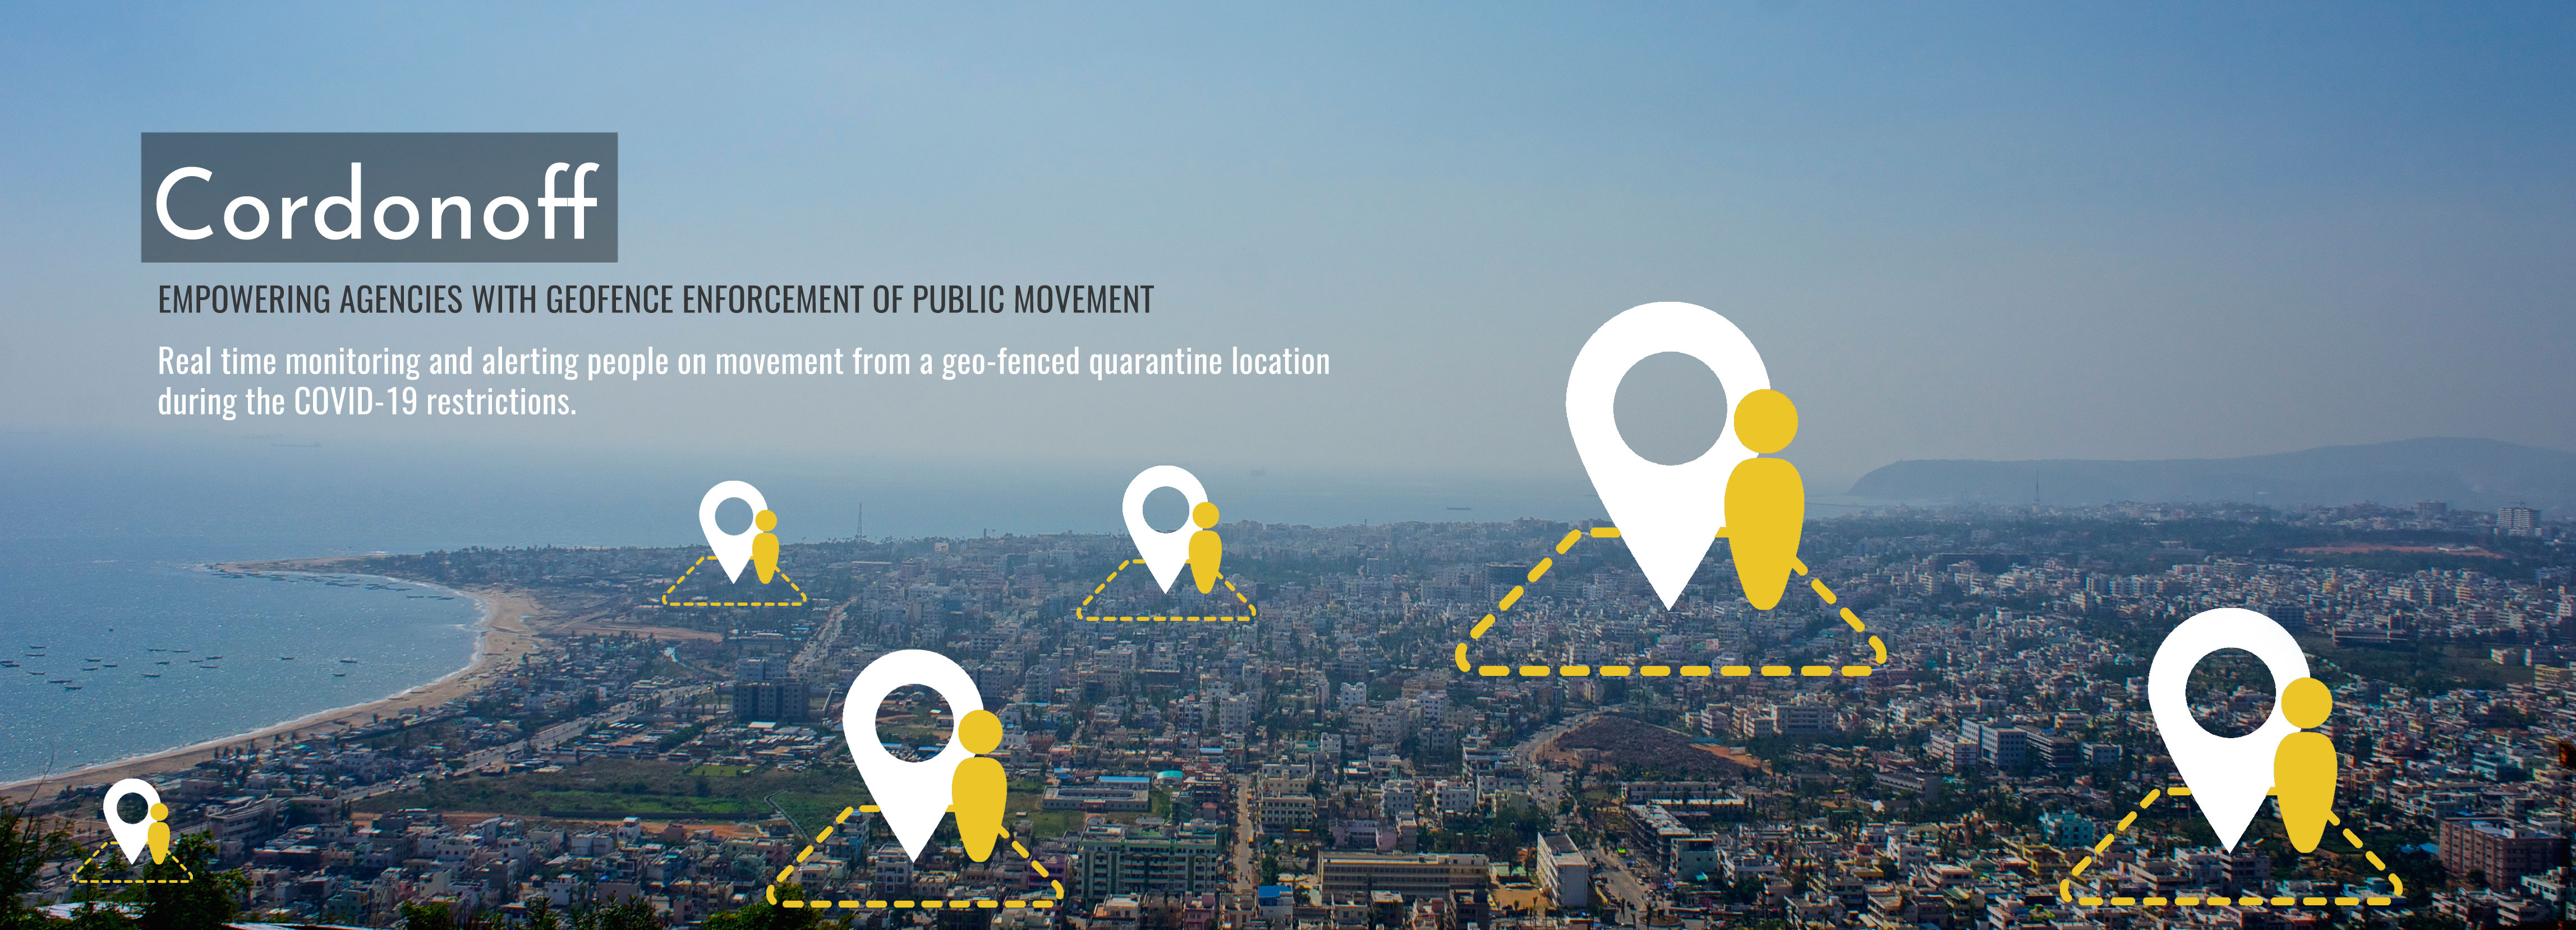 Cordonoff
EMPOWERING AGENCIES WITH GEOFENCE ENFORCEMENT OF PUBLIC MOVEMENT
Real time monitoring and alerting people on movement from a geo-fenced quarantine location
during the COVID-19 restrictions.